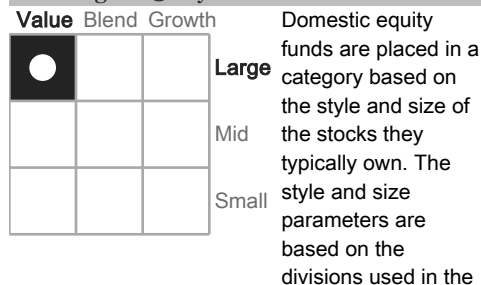 Value Blend Growth
Large
Mid
Small
Domestic equity
funds are placed in a
category based on
the style and size of
the stocks they
typically own. The
style and size
parameters are
based on the
divisions used in the